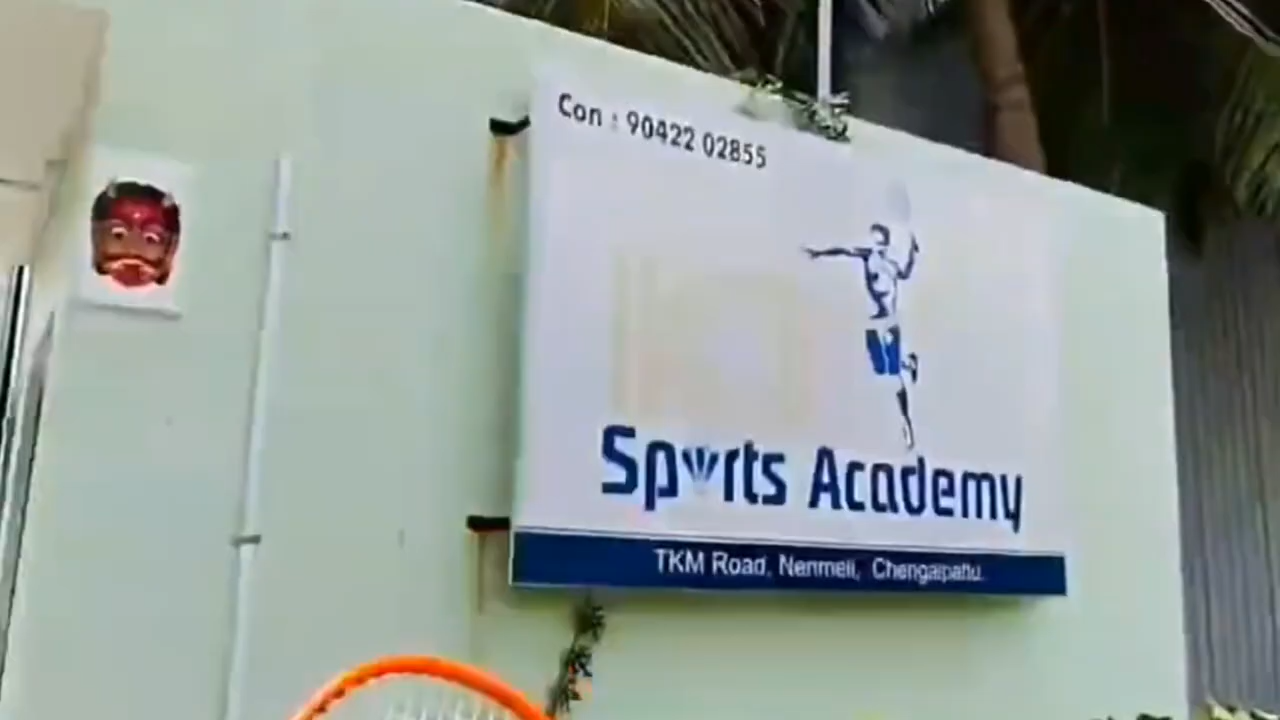 Con : 90422 02855
Sports Academy
TKM Road, Nenmeli, Chengalpattu.